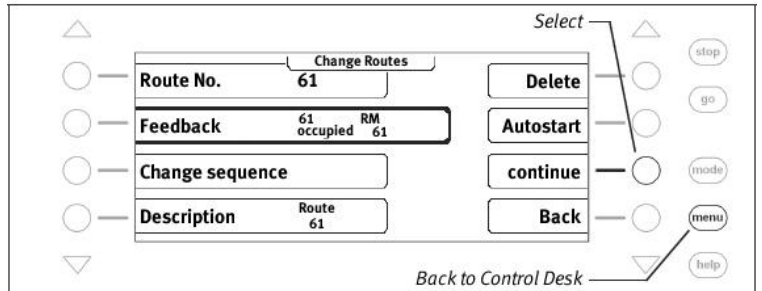 Select
Change Routes
Route No. 61
Delete
stop
Feedback 61 RM
occupied 61
Autostart
go
Change sequence
continue
mode
Description Route
61
Back
menu
Back to Control Desk
help